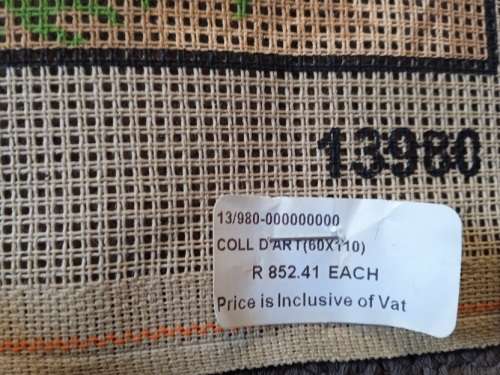 13980
13/980-000000000
COLL D'ART(60X110)
R 852.41 EACH
Price is Inclusive of Vat